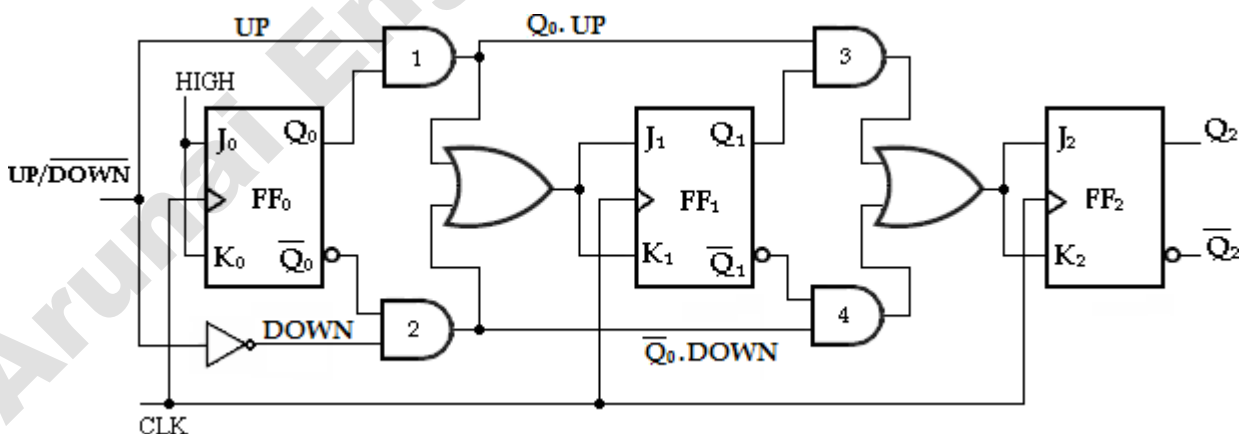 UP
Q₀. UP
1
3
HIGH
J₀
Q₀
J₁
Q₁
J₂
Q₂
UP/D̅O̅W̅N̅
FF₀
FF₁
FF₂
K₀
Q̅₀
K₁
Q̅₁
K₂
Q̅₂
2
DOWN
4
Q̅₀.DOWN
CLK
Arunai